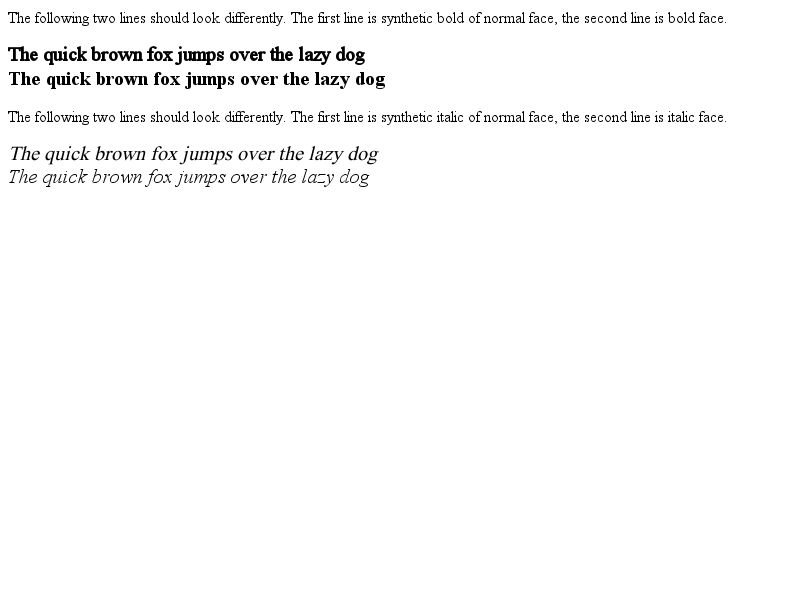 The following two lines should look differently. The first line is synthetic bold of normal face, the second line is bold face.
The quick brown fox jumps over the lazy dog
The quick brown fox jumps over the lazy dog
The following two lines should look differently. The first line is synthetic italic of normal face, the second line is italic face.
The quick brown fox jumps over the lazy dog
The quick brown fox jumps over the lazy dog